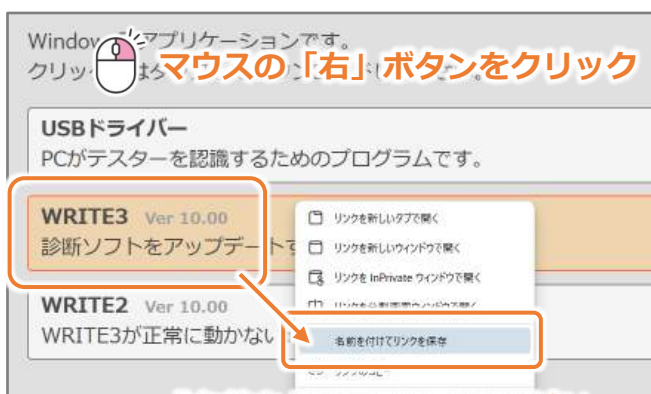 Window アプリケーションです。
クリッ
マウスの「右」ボタンをクリック
USBドライバー
PCがテスターを認識するためのプログラムです。
WRITE3 Ver 10.00
診断ソフトをアップデートす
リンクを新しいタブで開く
リンクを新しいウィンドウで開く
リンクを InPrivate ウィンドウで開く
WRITE2 Ver 10.00
WRITE3が正常に動かない
名前を付けてリンクを保存